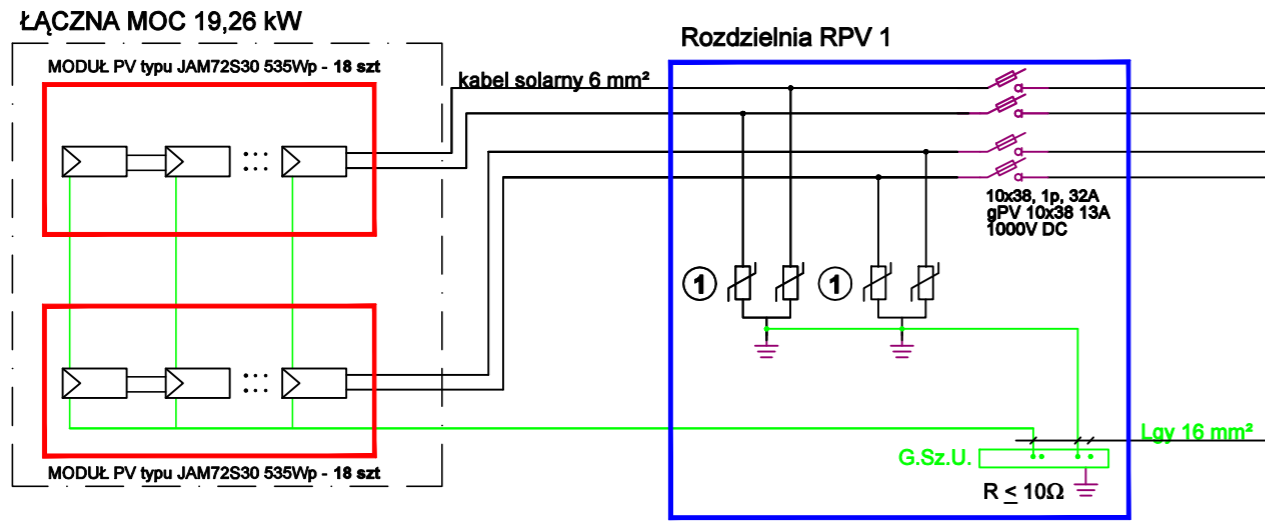 ŁĄCZNA MOC 19,26 kW
MODUŁ PV typu JAM72S30 535Wp - 18 szt
kabel solarny 6 mm²
Rozdzielnia RPV 1
10x38, 1p, 32A
gPV 10x38 13A
1000V DC
1
1
MODUŁ PV typu JAM72S30 535Wp - 18 szt
Lgy 16 mm²
G.Sz.U.
R ≤ 10Ω